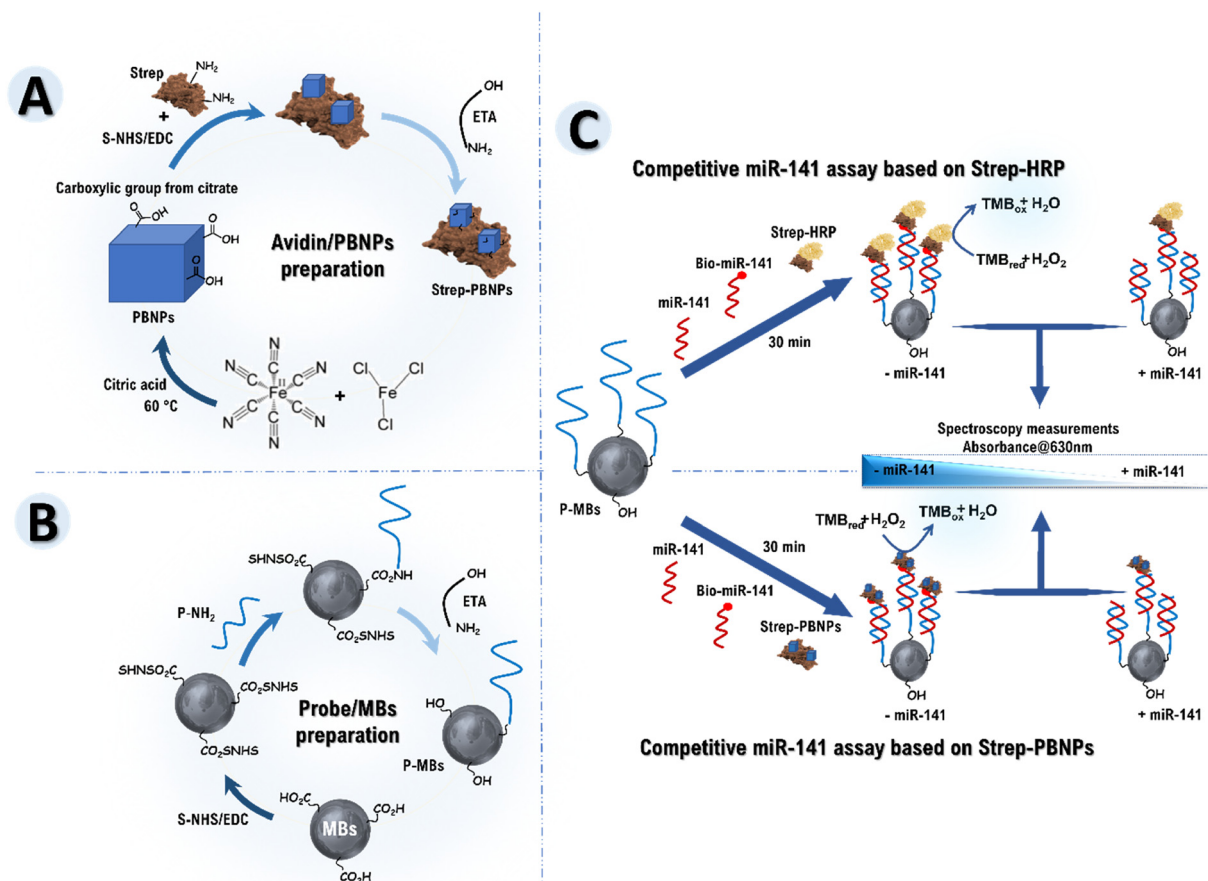 A
Strep
NH2
NH2
+
S-NHS/EDC
OH
ETA
NH2
Carboxylic group from citrate
O
OH
O
OH
O
OH
Avidin/PBNPs
preparation
Strep-PBNPs
PBNPs
Citric acid
60 °C
N
N
N
C
C
C
II
Fe
C
C
C
N
N
N
+
Cl
Cl
Fe
Cl
B
SHNSO2C
CO2NH
CO2SNHS
P-NH2
OH
ETA
NH2
SHNSO2C
CO2SNHS
CO2SNHS
Probe/MBs
preparation
HO
OH
P-MBs
S-NHS/EDC
HO2C
CO2H
MBs
CO2H
C
Competitive miR-141 assay based on Strep-HRP
Strep-HRP
Bio-miR-141
miR-141
30 min
TMBox+ H2O
TMBred+H2O2
OH
- miR-141
OH
+ miR-141
P-MBs
OH
Spectroscopy measurements
Absorbance@630nm
- miR-141
+ miR-141
miR-141
30 min
Bio-miR-141
Strep-PBNPs
TMBred+H2O2
TMBox+ H2O
OH
- miR-141
OH
+ miR-141
Competitive miR-141 assay based on Strep-PBNPs